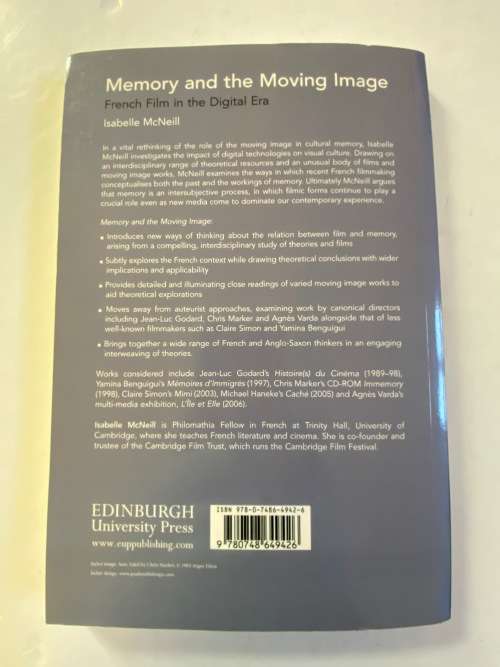 Memory and the Moving Image
French Film in the Digital Era
Isabelle McNeill
In a vital rethinking of the role of the moving image in cultural memory, Isabelle
McNeill investigates the impact of digital technologies on visual culture. Drawing on
an interdisciplinary range of theoretical resources and an unusual body of films and
moving image works, McNeill examines the ways in which recent French filmmaking
conceptualises both the past and the workings of memory. Ultimately McNeill argues
that memory is an intersubjective process, in which filmic forms continue to play a
crucial role even as new media come to dominate our contemporary experience.
Memory and the Moving Image:
• Introduces new ways of thinking about the relation between film and memory,
arising from a compelling, interdisciplinary study of theories and films
• Subtly explores the French context while drawing theoretical conclusions with wider
implications and applicability
• Provides detailed and illuminating close readings of varied moving image works to
aid theoretical explorations
• Moves away from auteurist approaches, examining work by canonical directors
including Jean-Luc Godard, Chris Marker and Agnès Varda alongside that of less
well-known filmmakers such as Claire Simon and Yamina Benguigui
• Brings together a wide range of French and Anglo-Saxon thinkers in an engaging
interweaving of theories.
Works considered include Jean-Luc Godard's Histoire(s) du Cinéma (1989–98),
Yamina Benguigui's Mémoires d'Immigrés (1997), Chris Marker's CD-ROM Immemory
(1998), Claire Simon's Mimi (2003), Michael Haneke's Caché (2005) and Agnès Varda's
multi-media exhibition, L'Île et Elle (2006).
Isabelle McNeill is Philomathia Fellow in French at Trinity Hall, University of
Cambridge, where she teaches French literature and cinema. She is co-founder and
trustee of the Cambridge Film Trust, which runs the Cambridge Film Festival.
EDINBURGH
University Press
www.euppublishing.com
ISBN 978-0-7486-4942-6
9 780748 649426
Jacket image: Sans Soleil by Chris Marker, © 1983 Argos Films
Jacket design: www.paulsmithdesign.com